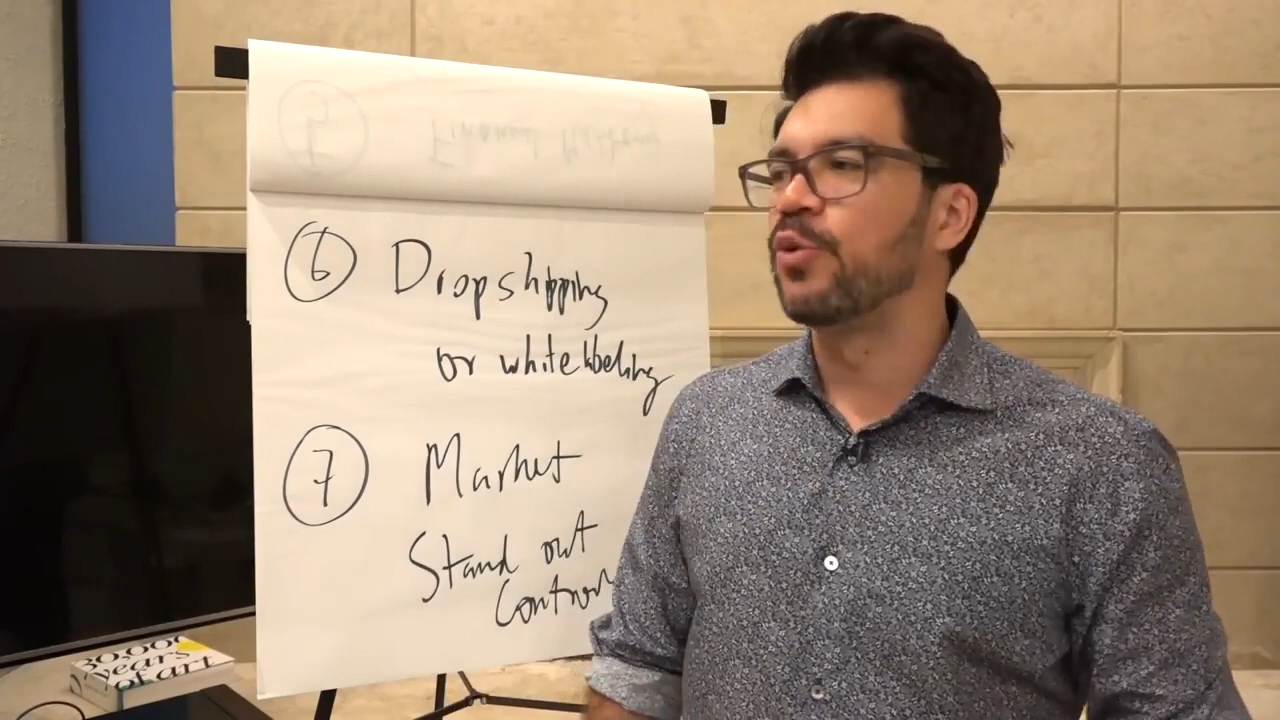 6 Dropshipping
or whitelabeling
7 Market
Stand out
30,000
years
of art